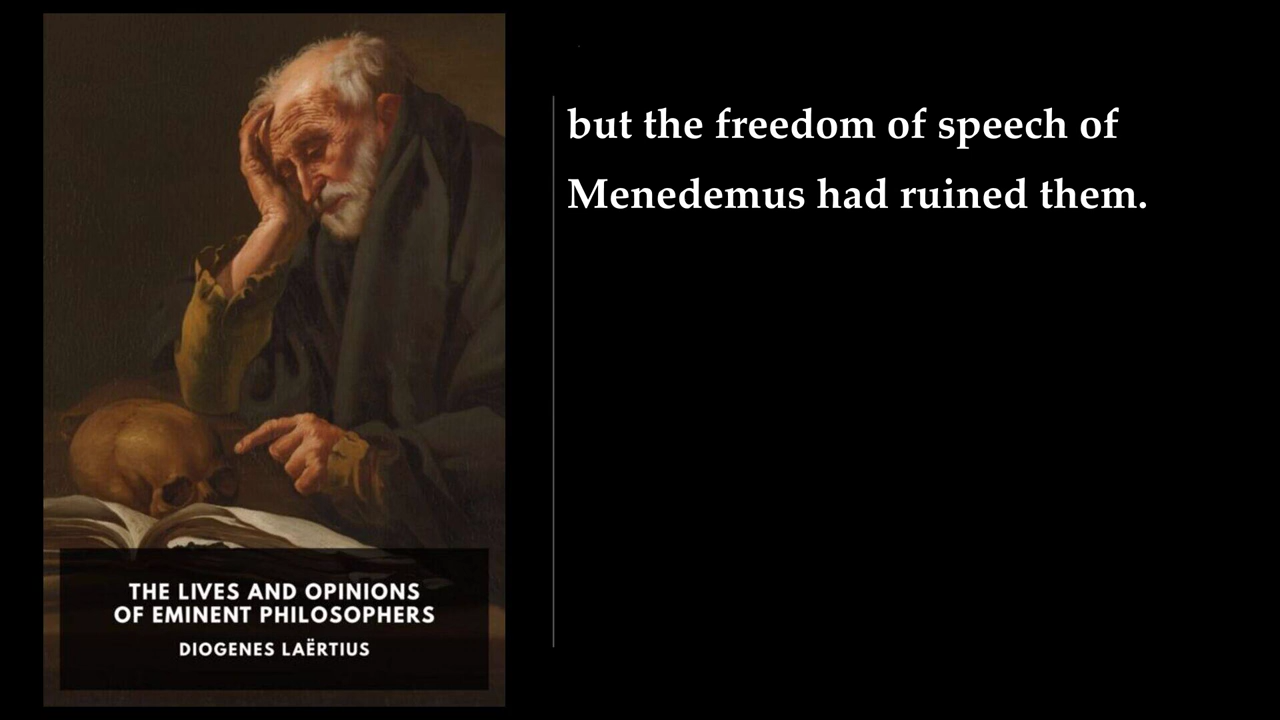 but the freedom of speech of
Menedemus had ruined them.
THE LIVES AND OPINIONS
OF EMINENT PHILOSOPHERS
DIOGENES LAËRTIUS